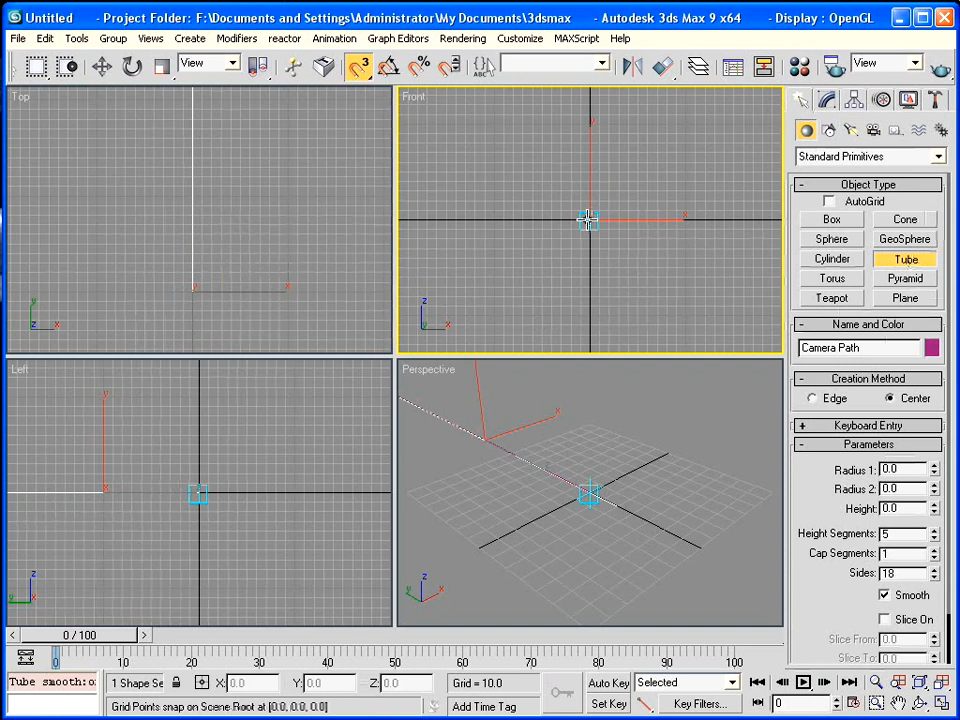 Untitled - Project Folder: F:\Documents and Settings\Administrator\My Documents\3dsmax - Autodesk 3ds Max 9 x64 - Display : OpenGL
File Edit Tools Group Views Create Modifiers reactor Animation Graph Editors Rendering Customize MAXScript Help
View 3 % ABC View
Top
Front
Standard Primitives
- Object Type
AutoGrid
Box Cone
Sphere GeoSphere
Cylinder Tube
Torus Pyramid
Teapot Plane
- Name and Color
Camera Path
- Creation Method
Edge Center
+ Keyboard Entry
- Parameters
Radius 1: 0.0
Radius 2: 0.0
Height: 0.0
Height Segments: 5
Cap Segments: 1
Sides: 18
Smooth
Slice On
Slice From: 0.0
Slice To:
y
x
y
z x
y
x
z
y x
Left
y
x
z
y x
Perspective
x
z
y x
< 0 / 100 >
0 10 20 30 40 50 60 70 80 90 100
Tube smooth:o
1 Shape Se X: 0.0 Y: 0.0 Z: 0.0 Grid = 10.0
Grid Points snap on Scene Root at [0.0, 0.0, 0.0] Add Time Tag
Auto Key Selected
Set Key Key Filters... 0